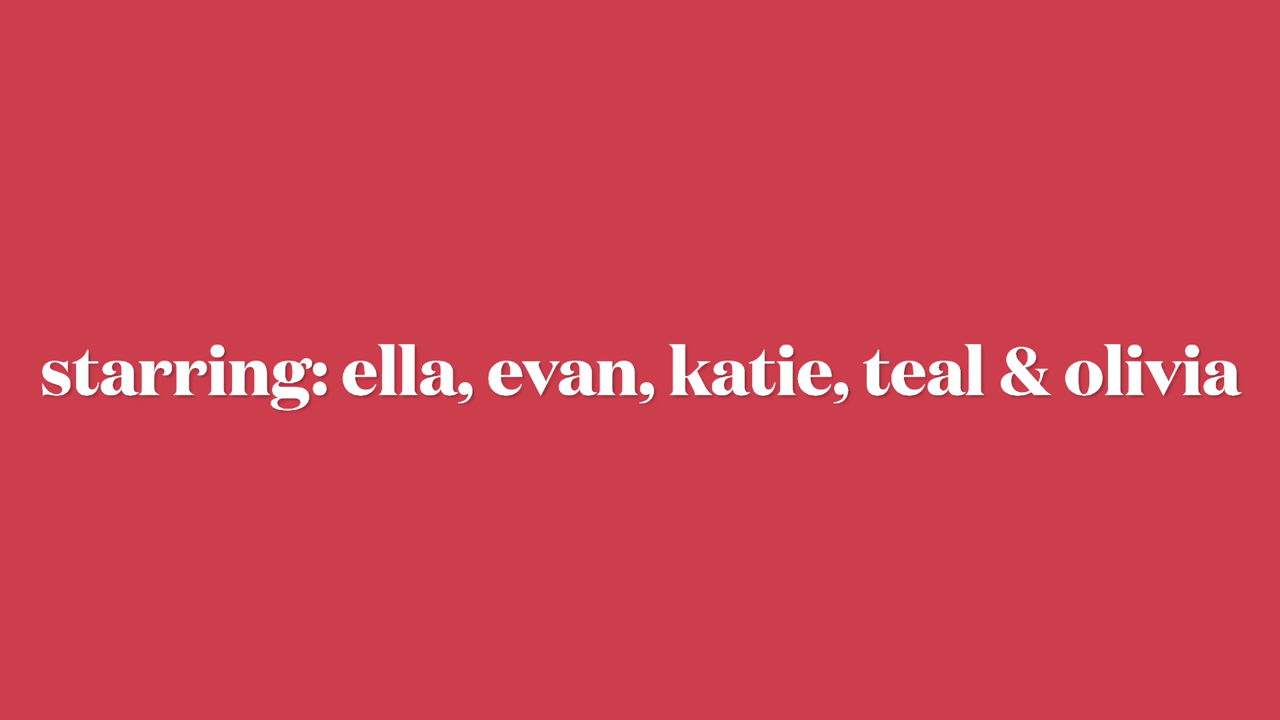 starring: ella, evan, katie, teal & olivia